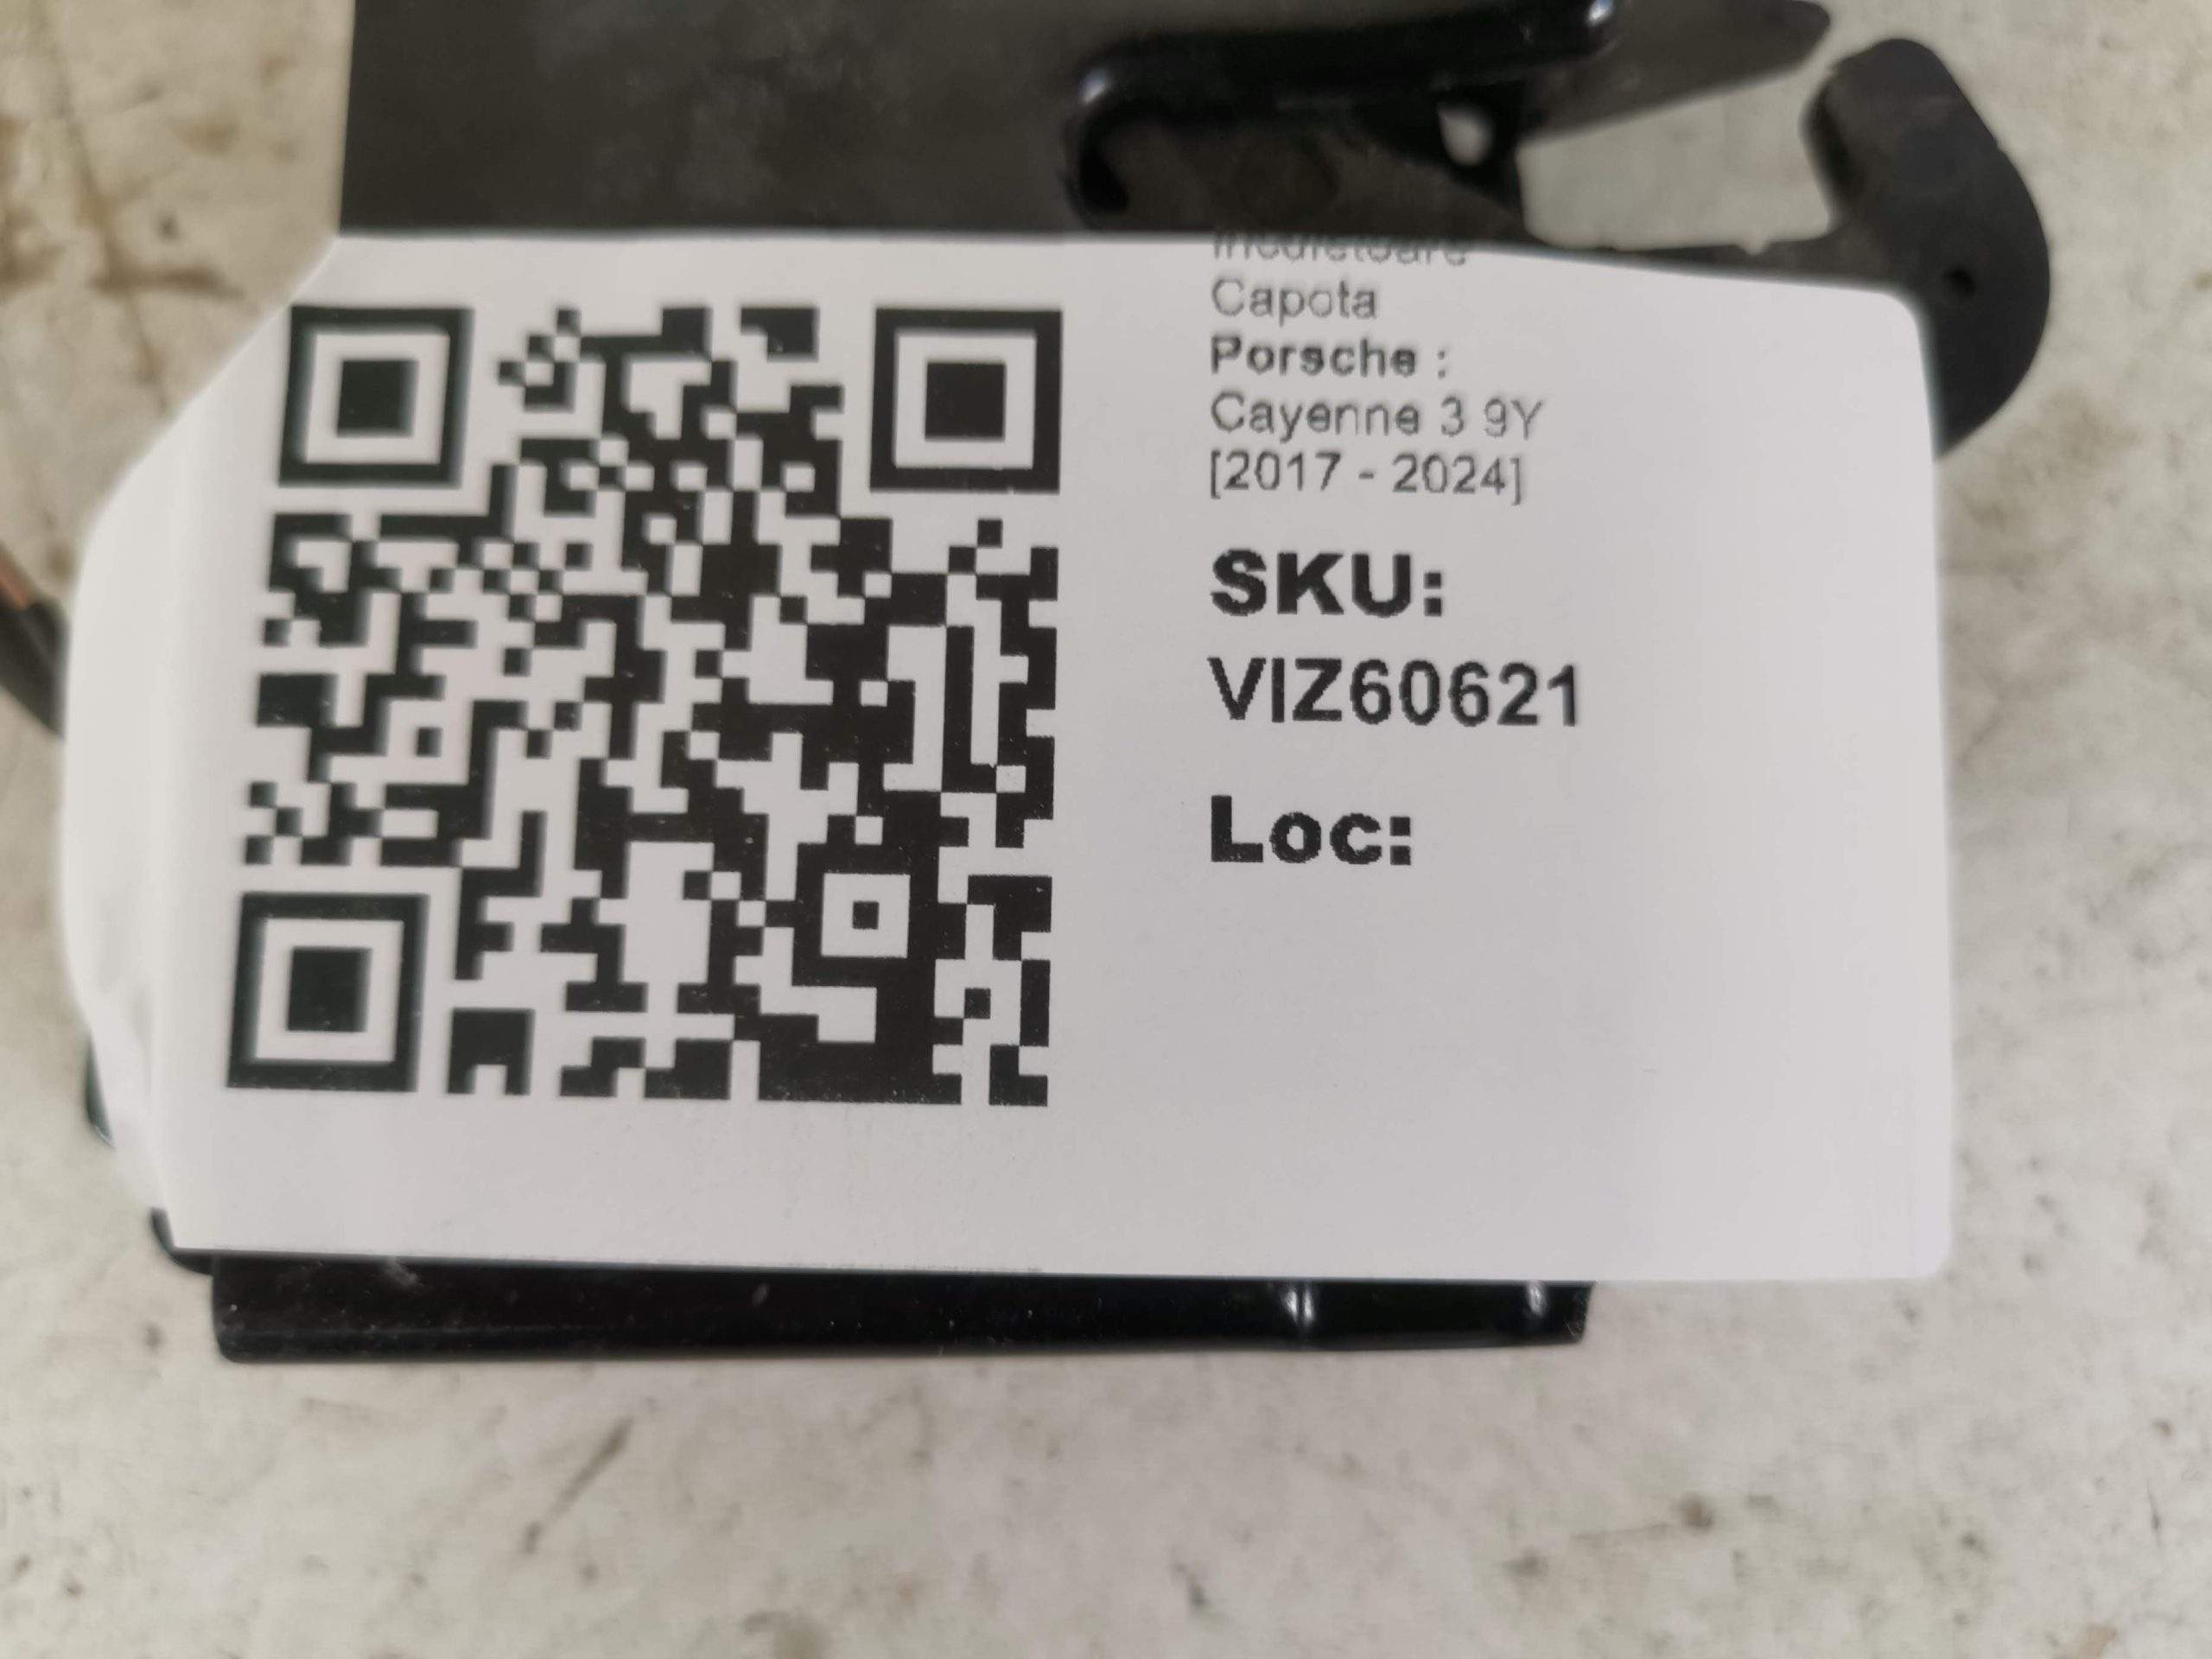 Capota
Porsche :
Cayenne 3 9Y
[2017 - 2024]
SKU:
VIZ60621
Loc: